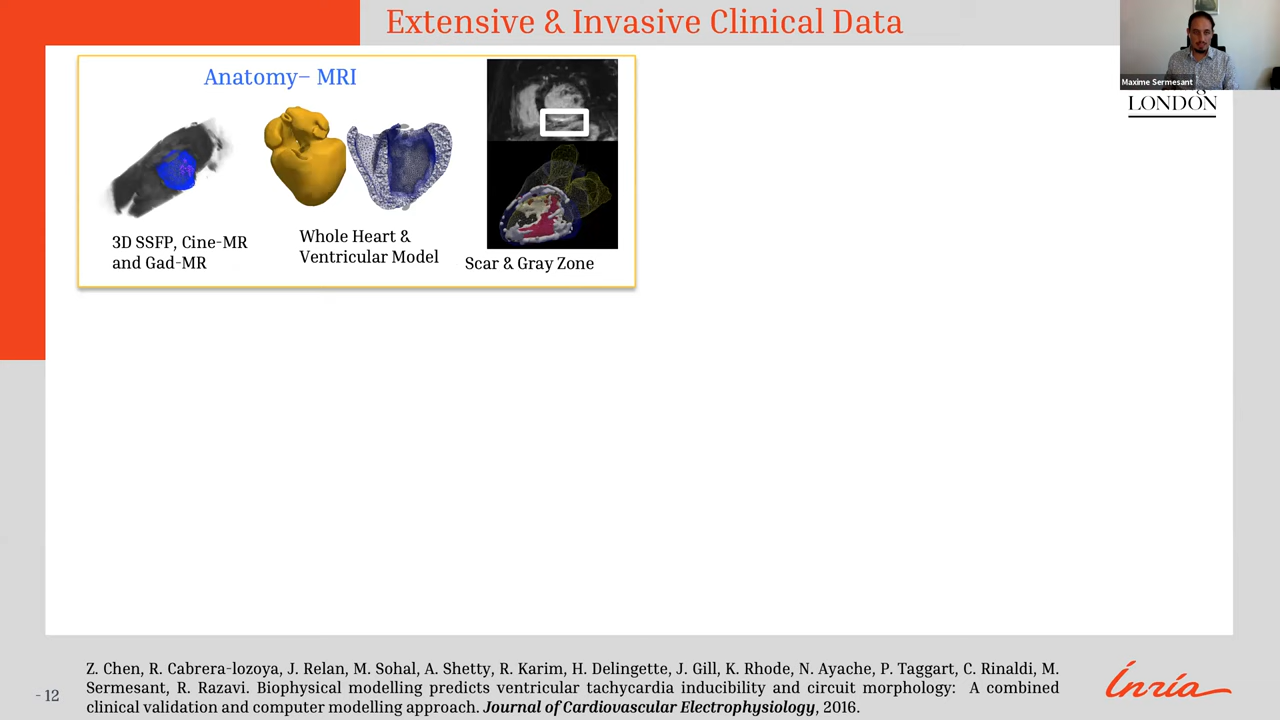 Extensive & Invasive Clinical Data
Maxime Sermesant
LONDON
Anatomy– MRI
3D SSFP, Cine-MR
and Gad-MR
Whole Heart &
Ventricular Model
Scar & Gray Zone
Z. Chen, R. Cabrera-lozoya, J. Relan, M. Sohal, A. Shetty, R. Karim, H. Delingette, J. Gill, K. Rhode, N. Ayache, P. Taggart, C. Rinaldi, M.
Sermesant, R. Razavi. Biophysical modelling predicts ventricular tachycardia inducibility and circuit morphology: A combined
clinical validation and computer modelling approach. Journal of Cardiovascular Electrophysiology, 2016.
- 12
Inria